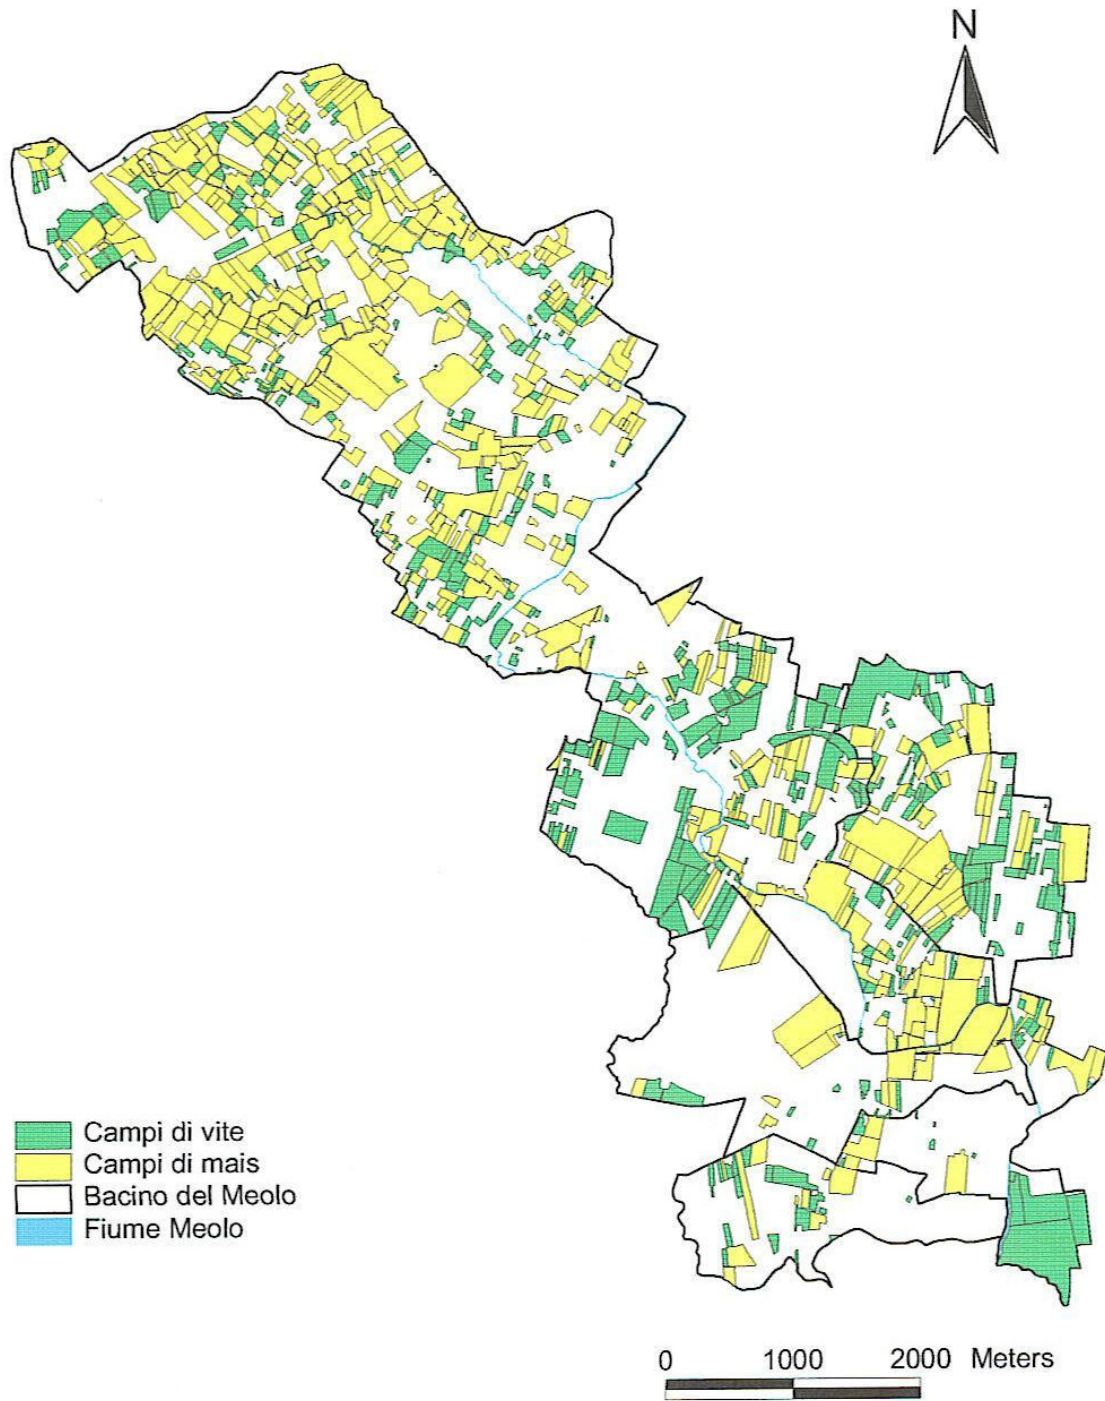 N
Campi di vite
Campi di mais
Bacino del Meolo
Fiume Meolo
0 1000 2000 Meters